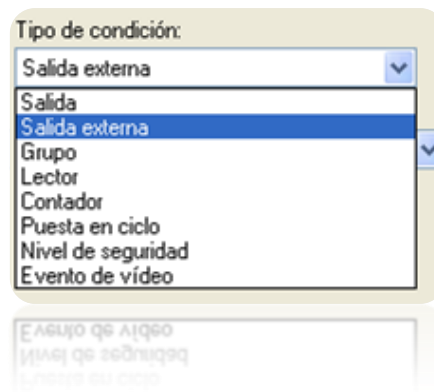 Tipo de condición:
Salida externa
Salida
Salida externa
Grupo
Lector
Contador
Puesta en ciclo
Nivel de seguridad
Evento de vídeo